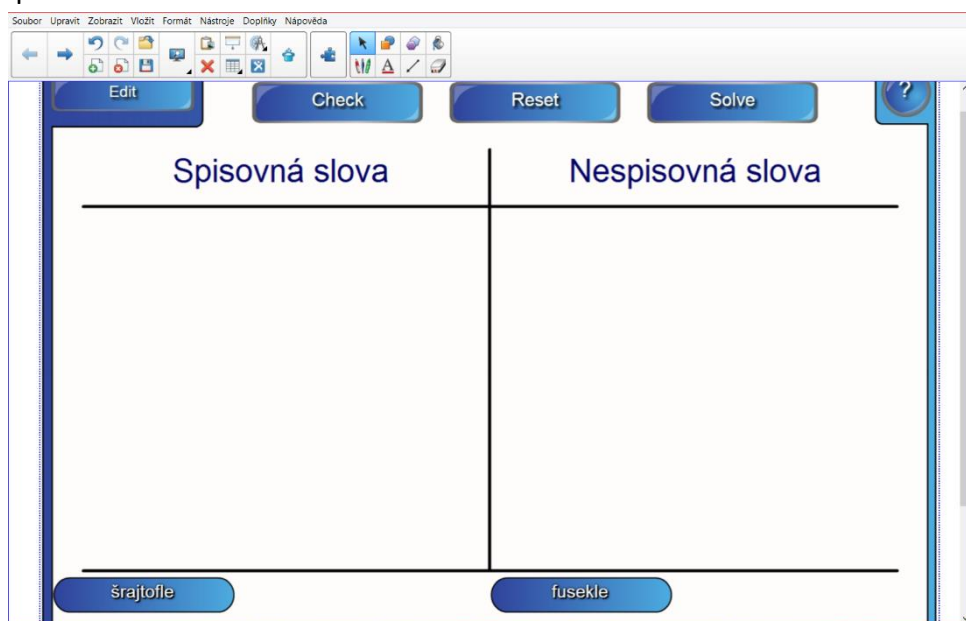 Soubor Upravit Zobrazit Vložit Formát Nástroje Doplňky Nápověda
Edit Check Reset Solve ?
Spisovná slova Nespisovná slova
šrajtofle fusekle